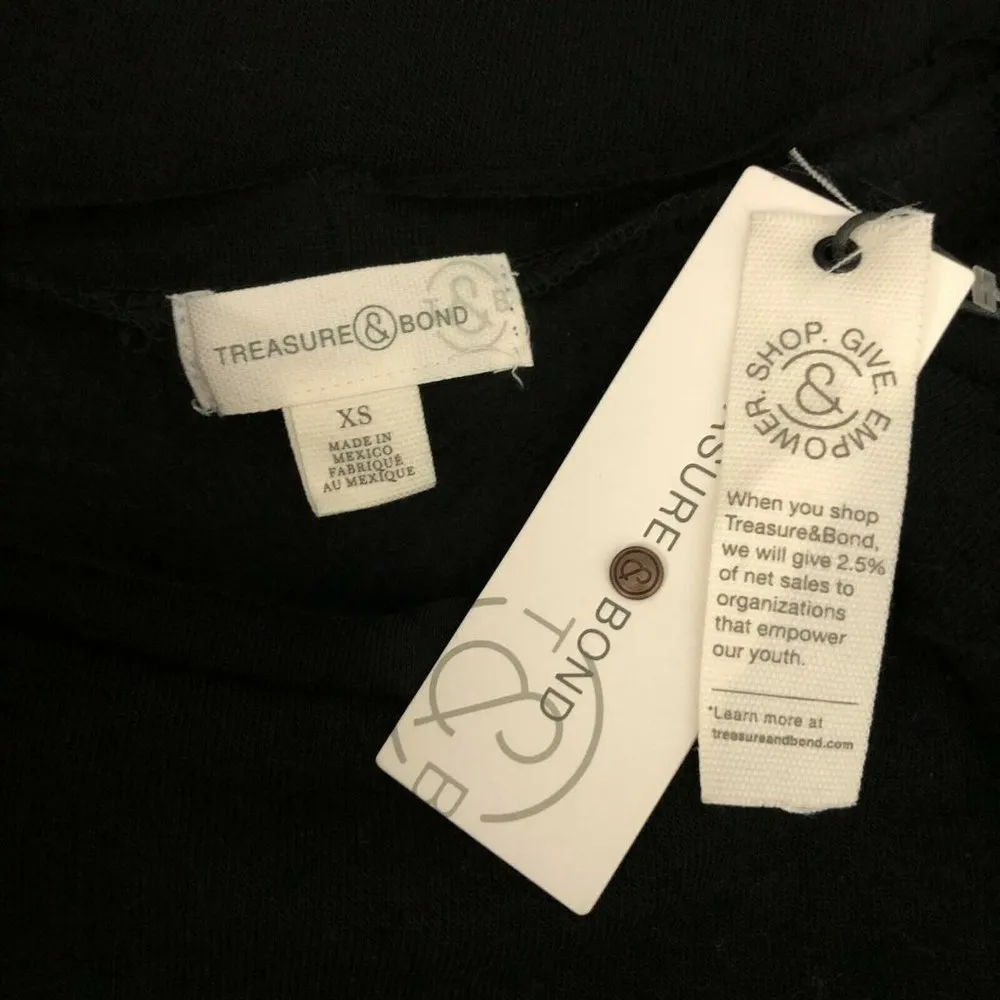 TREASURE & BOND
T & B
XS
MADE IN
MEXICO
FABRIQUÉ
AU MEXIQUE
ASURE & BOND
T & B
SHOP. GIVE. EMPOWER.
&
When you shop
Treasure&Bond,
we will give 2.5%
of net sales to
organizations
that empower
our youth.
*Learn more at
treasureandbond.com